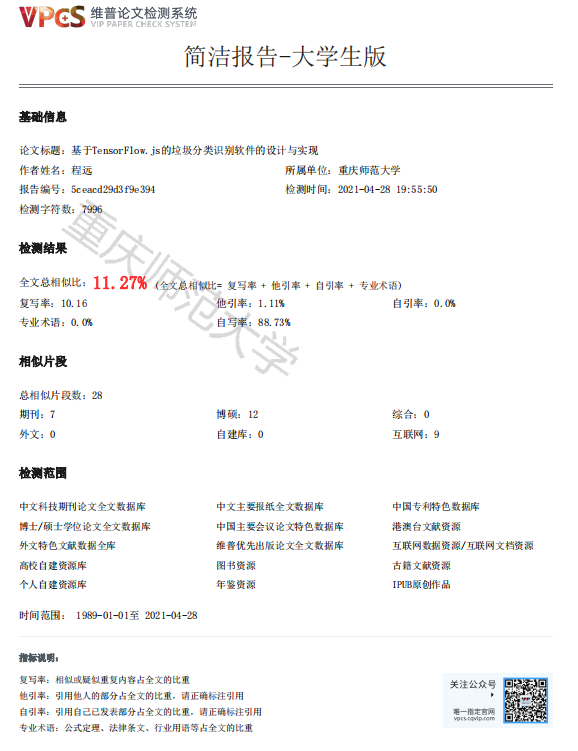 VPCS 维普论文检测系统
VIP PAPER CHECK SYSTEM
简洁报告-大学生版
基础信息
论文标题：基于TensorFlow.js的垃圾分类识别软件的设计与实现
作者姓名：程远 所属单位：重庆师范大学
报告编号：5ceacd29d3f9e394 检测时间：2021-04-28 19:55:50
检测字符数：7996
检测结果
全文总相似比：11.27% (全文总相似比= 复写率 + 他引率 + 自引率 + 专业术语)
复写率：10.16 他引率：1.11% 自引率：0.0%
专业术语：0.0% 自写率：88.73%
重庆师范大学
相似片段
总相似片段数：28
期刊：7 博硕：12 综合：0
外文：0 自建库：0 互联网：9
检测范围
中文科技期刊论文全文数据库 中文主要报纸全文数据库 中国专利特色数据库
博士/硕士学位论文全文数据库 中国主要会议论文特色数据库 港澳台文献资源
外文特色文献数据全库 维普优先出版论文全文数据库 互联网数据资源/互联网文档资源
高校自建资源库 图书资源 古籍文献资源
个人自建资源库 年鉴资源 IPUB原创作品
时间范围： 1989-01-01至 2021-04-28
指标说明：
复写率：相似或疑似重复内容占全文的比重
他引率：引用他人的部分占全文的比重，请正确标注引用
自引率：引用自己已发表部分占全文的比重，请正确标注引用
专业术语：公式定理、法律条文、行业用语等占全文的比重
关注公众号
唯一指定官网
vpcs.cqvip.com